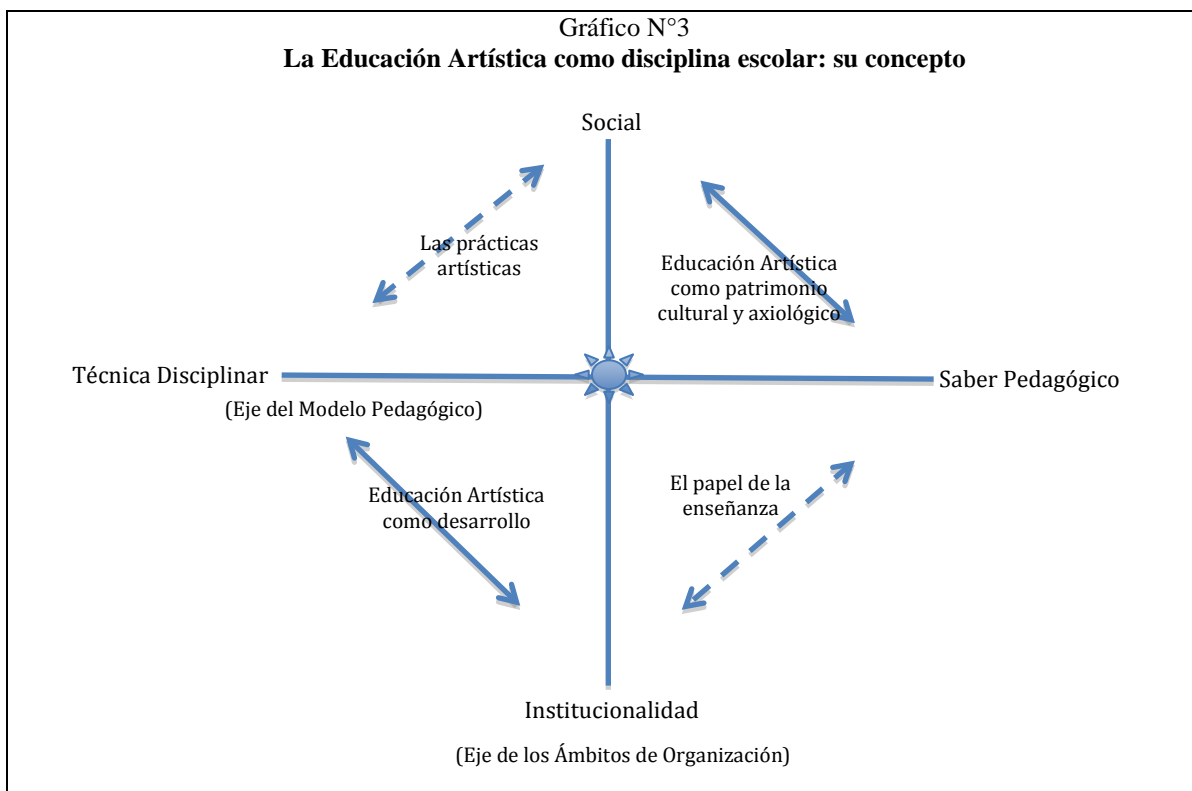 Gráfico N°3
La Educación Artística como disciplina escolar: su concepto
Social
Las prácticas
artísticas
Educación Artística
como patrimonio
cultural y axiológico
Técnica Disciplinar
Saber Pedagógico
(Eje del Modelo Pedagógico)
Educación Artística
como desarrollo
El papel de la
enseñanza
Institucionalidad
(Eje de los Ámbitos de Organización)